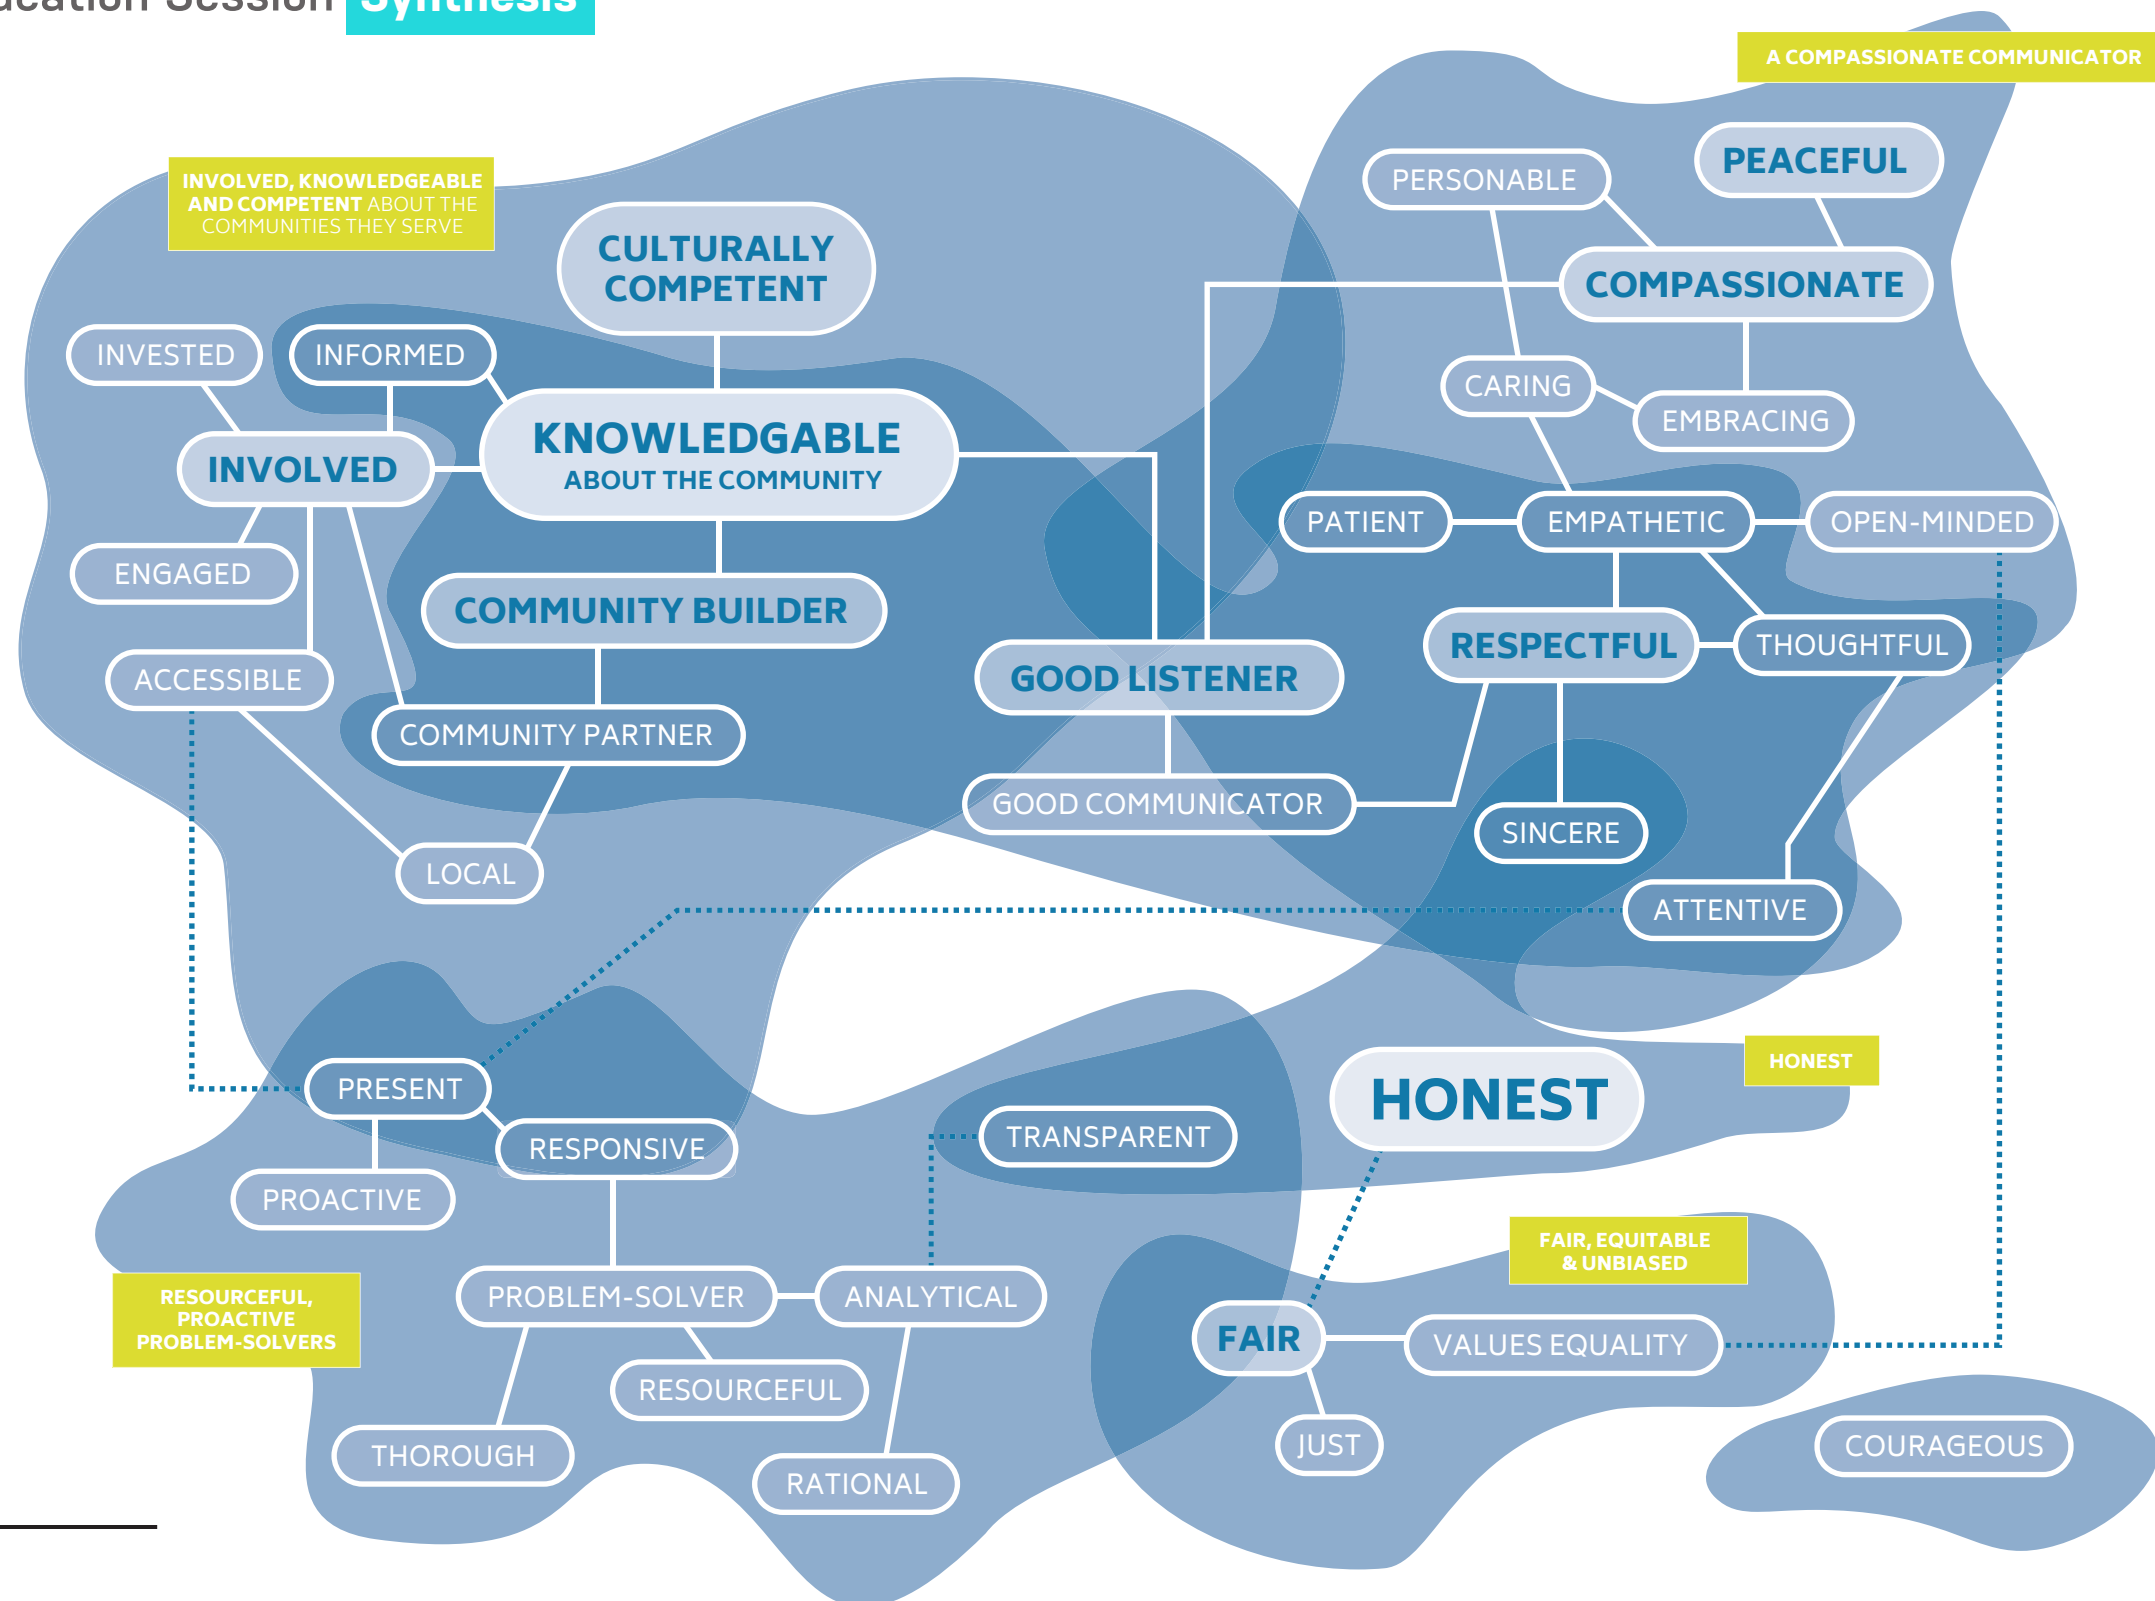 Session Synthesis
A COMPASSIONATE COMMUNICATOR
INVOLVED, KNOWLEDGEABLE
AND COMPETENT ABOUT THE
COMMUNITIES THEY SERVE
PERSONABLE
PEACEFUL
CULTURALLY
COMPETENT
COMPASSIONATE
INVESTED
INFORMED
CARING
EMBRACING
KNOWLEDGABLE
ABOUT THE COMMUNITY
INVOLVED
PATIENT
EMPATHETIC
OPEN-MINDED
ENGAGED
COMMUNITY BUILDER
RESPECTFUL
THOUGHTFUL
ACCESSIBLE
GOOD LISTENER
COMMUNITY PARTNER
GOOD COMMUNICATOR
SINCERE
LOCAL
ATTENTIVE
HONEST
PRESENT
HONEST
TRANSPARENT
RESPONSIVE
PROACTIVE
FAIR, EQUITABLE
& UNBIASED
RESOURCEFUL,
PROACTIVE
PROBLEM-SOLVERS
PROBLEM-SOLVER
ANALYTICAL
FAIR
VALUES EQUALITY
RESOURCEFUL
JUST
COURAGEOUS
THOROUGH
RATIONAL